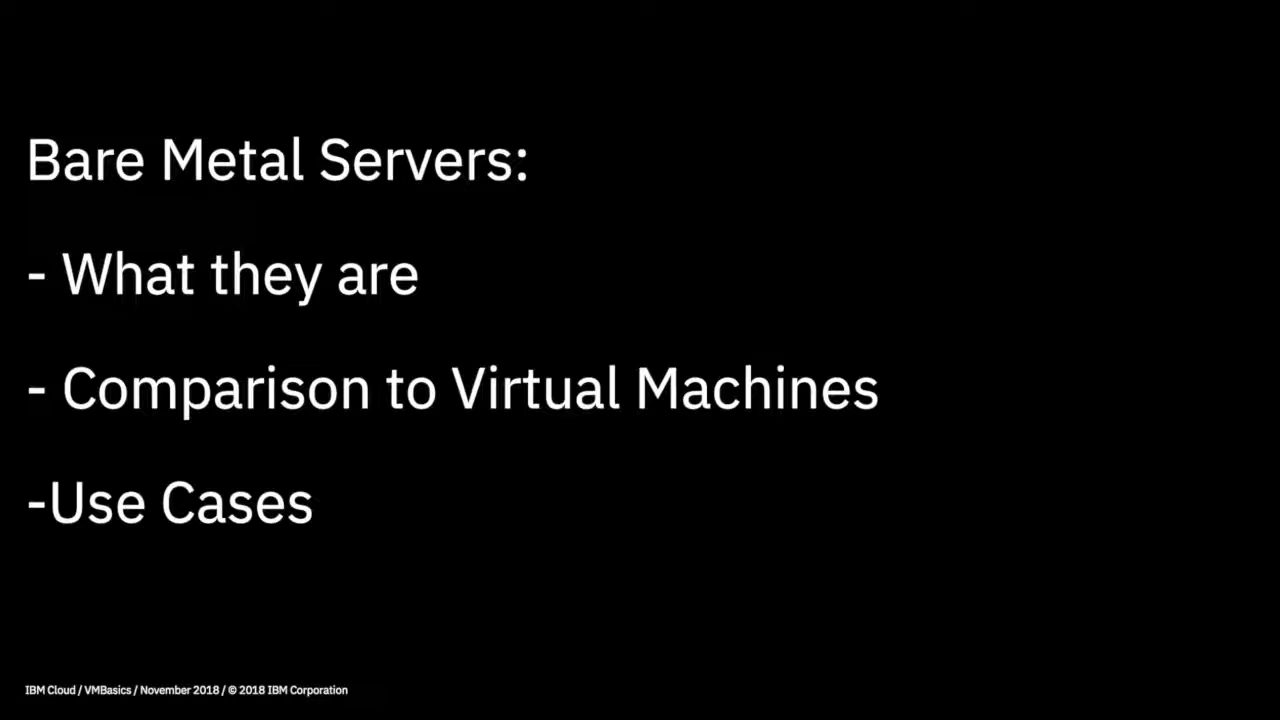 Bare Metal Servers:
- What they are
- Comparison to Virtual Machines
-Use Cases
IBM Cloud / VMBasics / November 2018 / © 2018 IBM Corporation